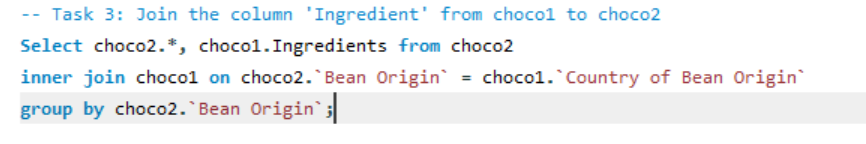 -- Task 3: Join the column 'Ingredient' from choco1 to choco2
Select choco2.*, choco1.Ingredients from choco2
inner join choco1 on choco2.`Bean Origin` = choco1.`Country of Bean Origin`
group by choco2.`Bean Origin`;